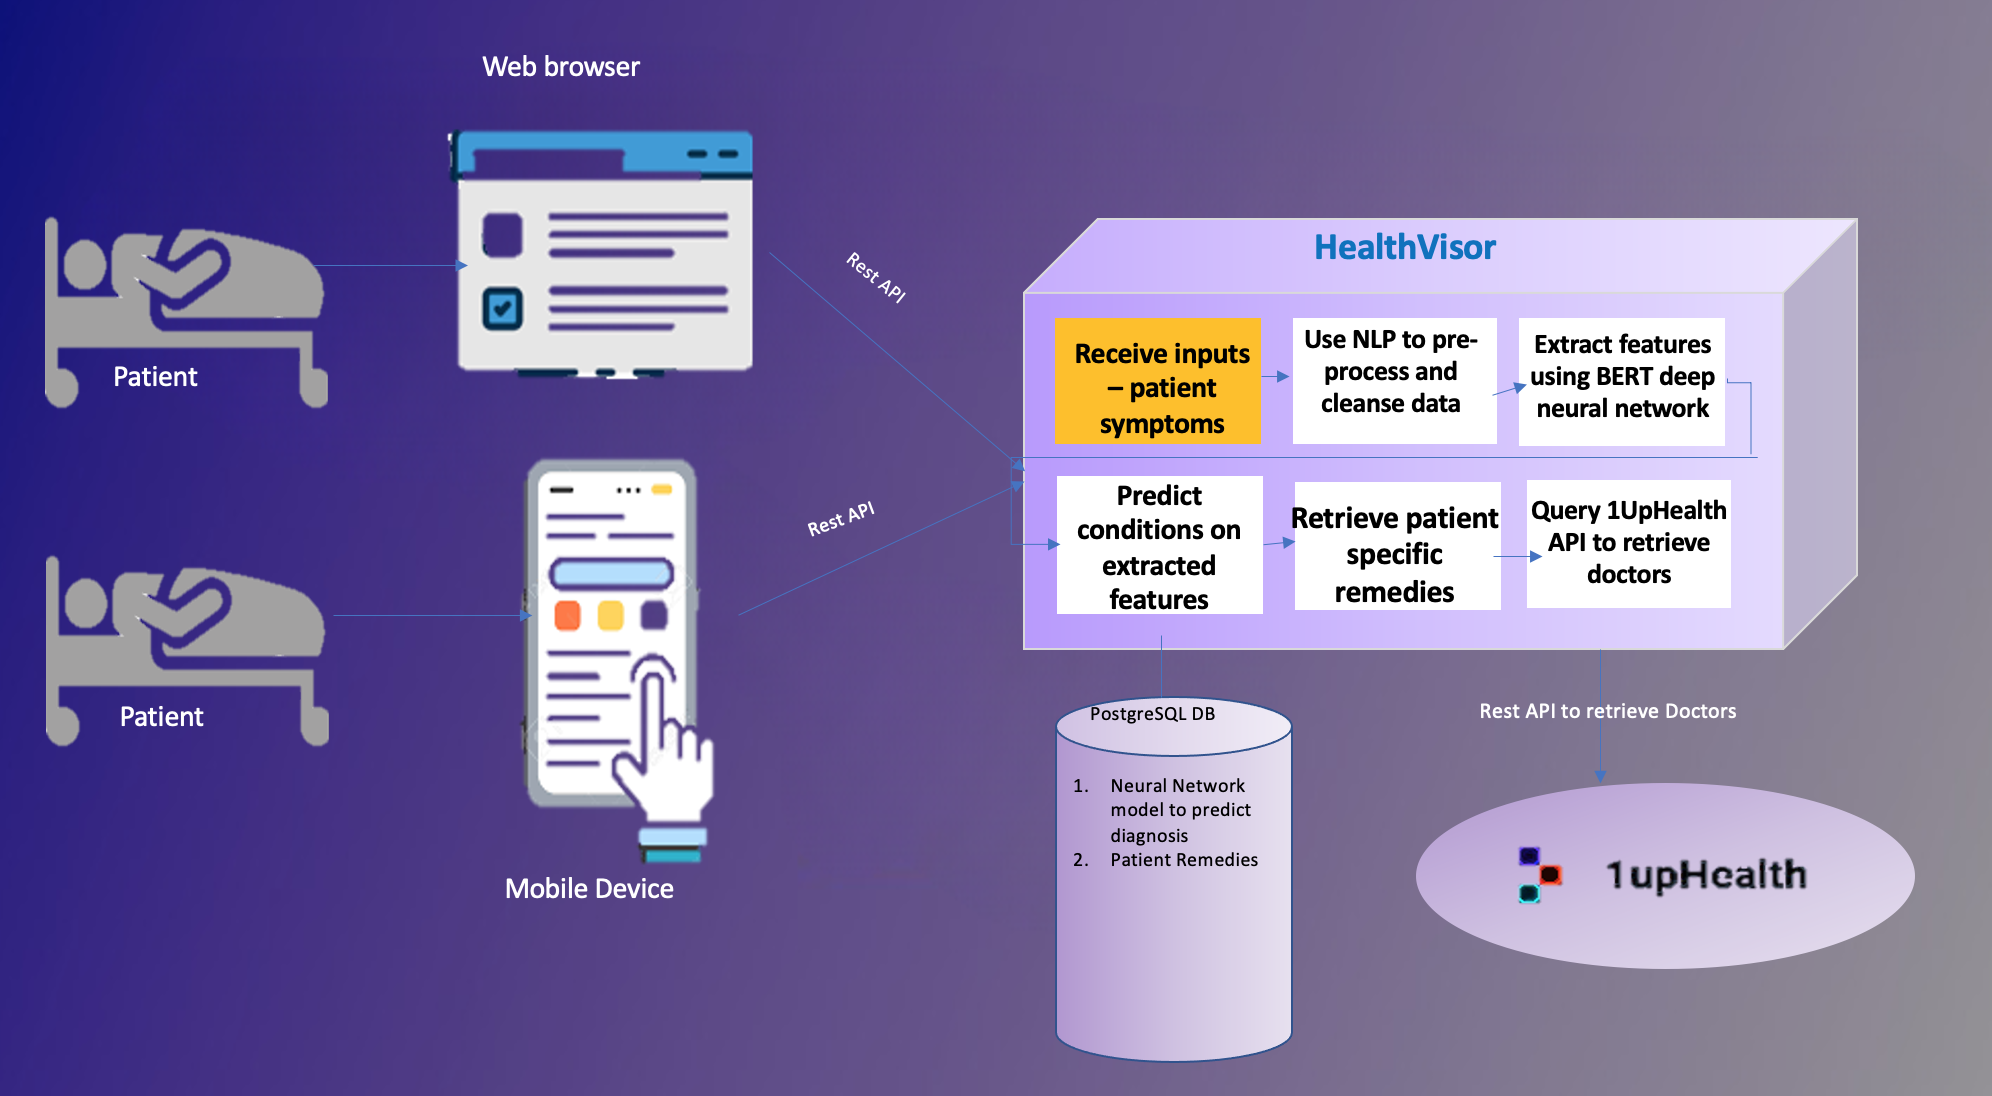 Web browser
Patient
Rest API
HealthVisor
Receive inputs
– patient
symptoms
Use NLP to pre-
process and
cleanse data
Extract features
using BERT deep
neural network
Predict
conditions on
extracted
features
Retrieve patient
specific
remedies
Query 1UpHealth
API to retrieve
doctors
Patient
Mobile Device
Rest API
PostgreSQL DB
1. Neural Network
model to predict
diagnosis
2. Patient Remedies
Rest API to retrieve Doctors
1upHealth